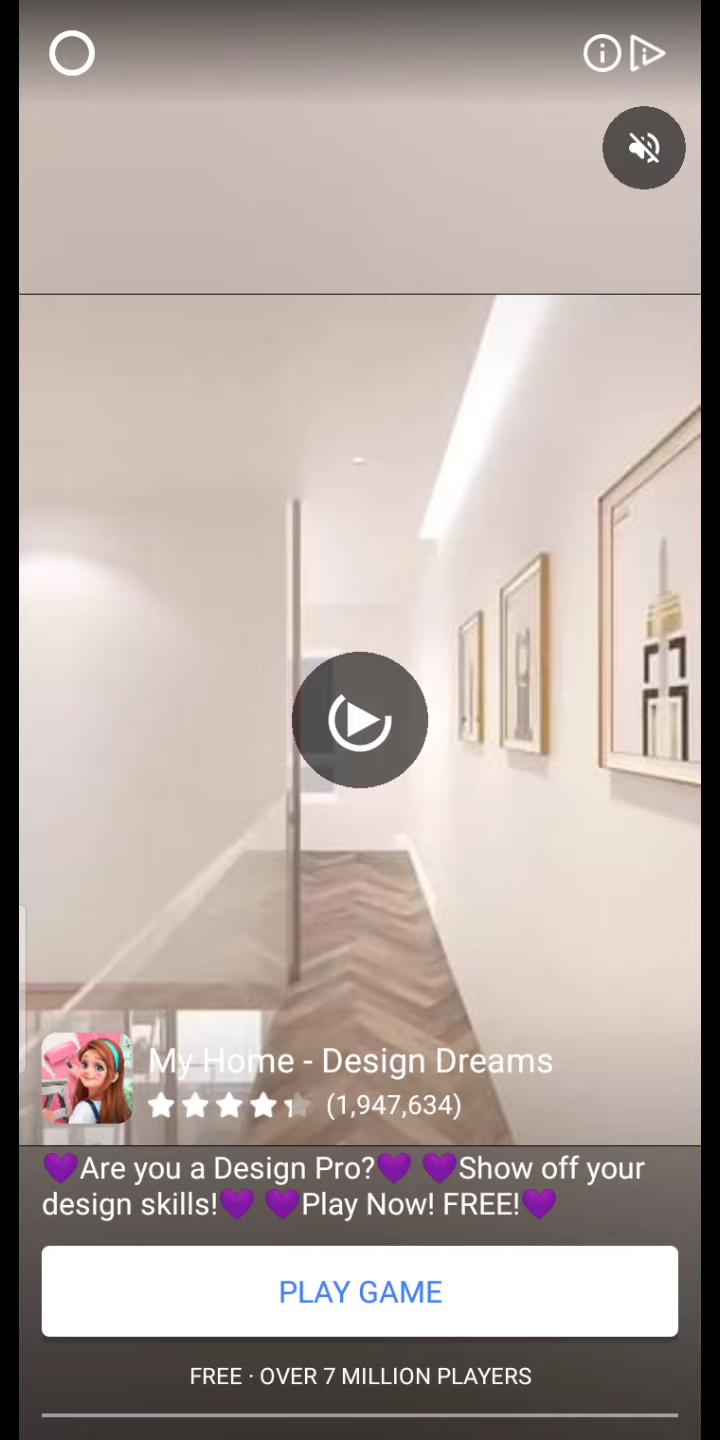 My Home - Design Dreams
(1,947,634)
💜Are you a Design Pro?💜 💜Show off your
design skills!💜 💜Play Now! FREE!💜
PLAY GAME
FREE · OVER 7 MILLION PLAYERS